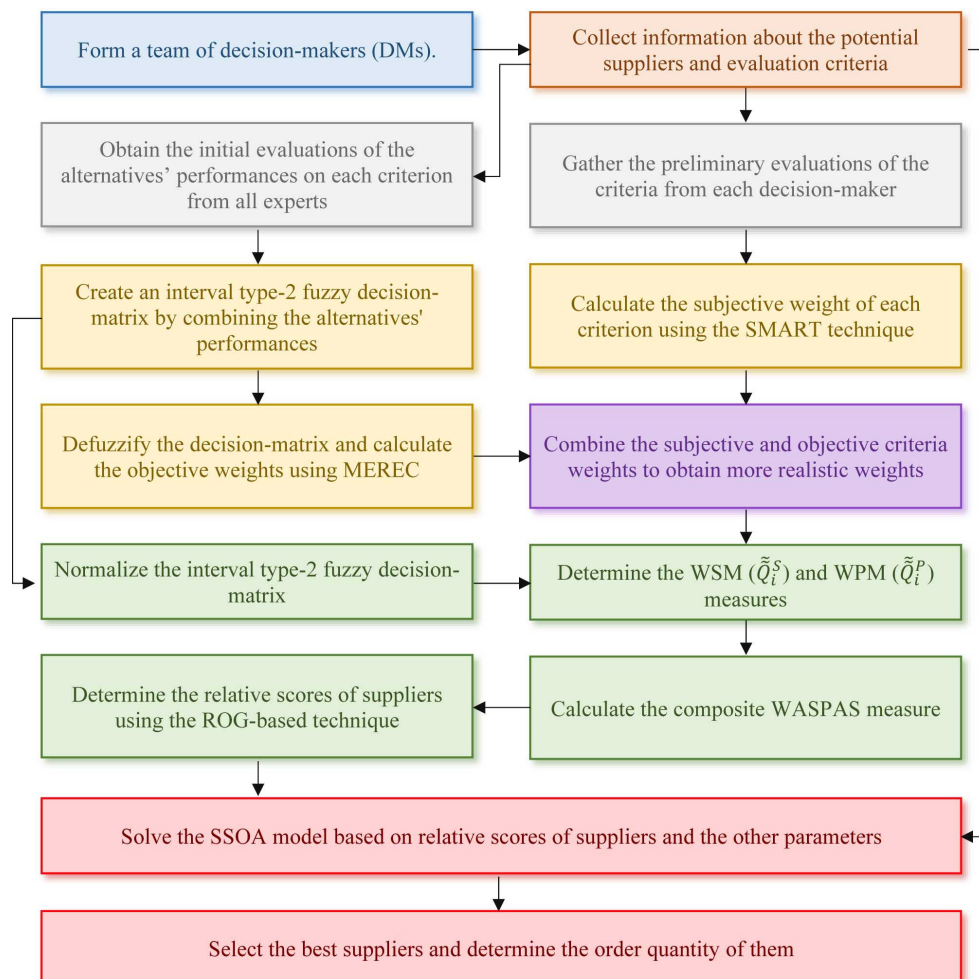 Form a team of decision-makers (DMs).
Collect information about the potential
suppliers and evaluation criteria
Obtain the initial evaluations of the
alternatives’ performances on each criterion
from all experts
Gather the preliminary evaluations of the
criteria from each decision-maker
Create an interval type-2 fuzzy decision-
matrix by combining the alternatives'
performances
Calculate the subjective weight of each
criterion using the SMART technique
Defuzzify the decision-matrix and calculate
the objective weights using MEREC
Combine the subjective and objective criteria
weights to obtain more realistic weights
Normalize the interval type-2 fuzzy decision-
matrix
Determine the WSM ($\tilde{\tilde{Q}}_i^S$) and WPM ($\tilde{\tilde{Q}}_i^P$)
measures
Determine the relative scores of suppliers
using the ROG-based technique
Calculate the composite WASPAS measure
Solve the SSOA model based on relative scores of suppliers and the other parameters
Select the best suppliers and determine the order quantity of them